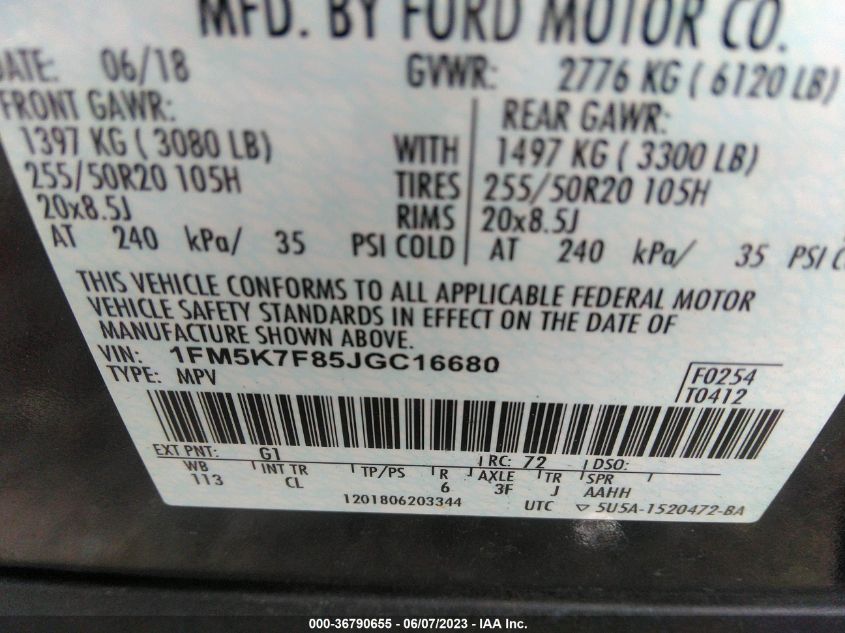 MFD. BY FORD MOTOR CO.
DATE: 06/18 GVWR: 2776 KG ( 6120 LB)
FRONT GAWR: REAR GAWR:
1397 KG ( 3080 LB) WITH 1497 KG ( 3300 LB)
255/50R20 105H TIRES 255/50R20 105H
20x8.5J RIMS 20x8.5J
AT 240 kPa/ 35 PSI COLD AT 240 kPa/ 35 PSI C
THIS VEHICLE CONFORMS TO ALL APPLICABLE FEDERAL MOTOR
VEHICLE SAFETY STANDARDS IN EFFECT ON THE DATE OF
MANUFACTURE SHOWN ABOVE.
VIN: 1FM5K7F85JGC16680
TYPE: MPV
F0254
T0412
EXT PNT: G1 RC: 72 DSO:
WB INT TR TP/PS R AXLE TR SPR
113 CL 6 3F J AAHH
1201806203344 UTC ▽ 5U5A-1520472-BA
000-36790655 - 06/07/2023 - IAA Inc.